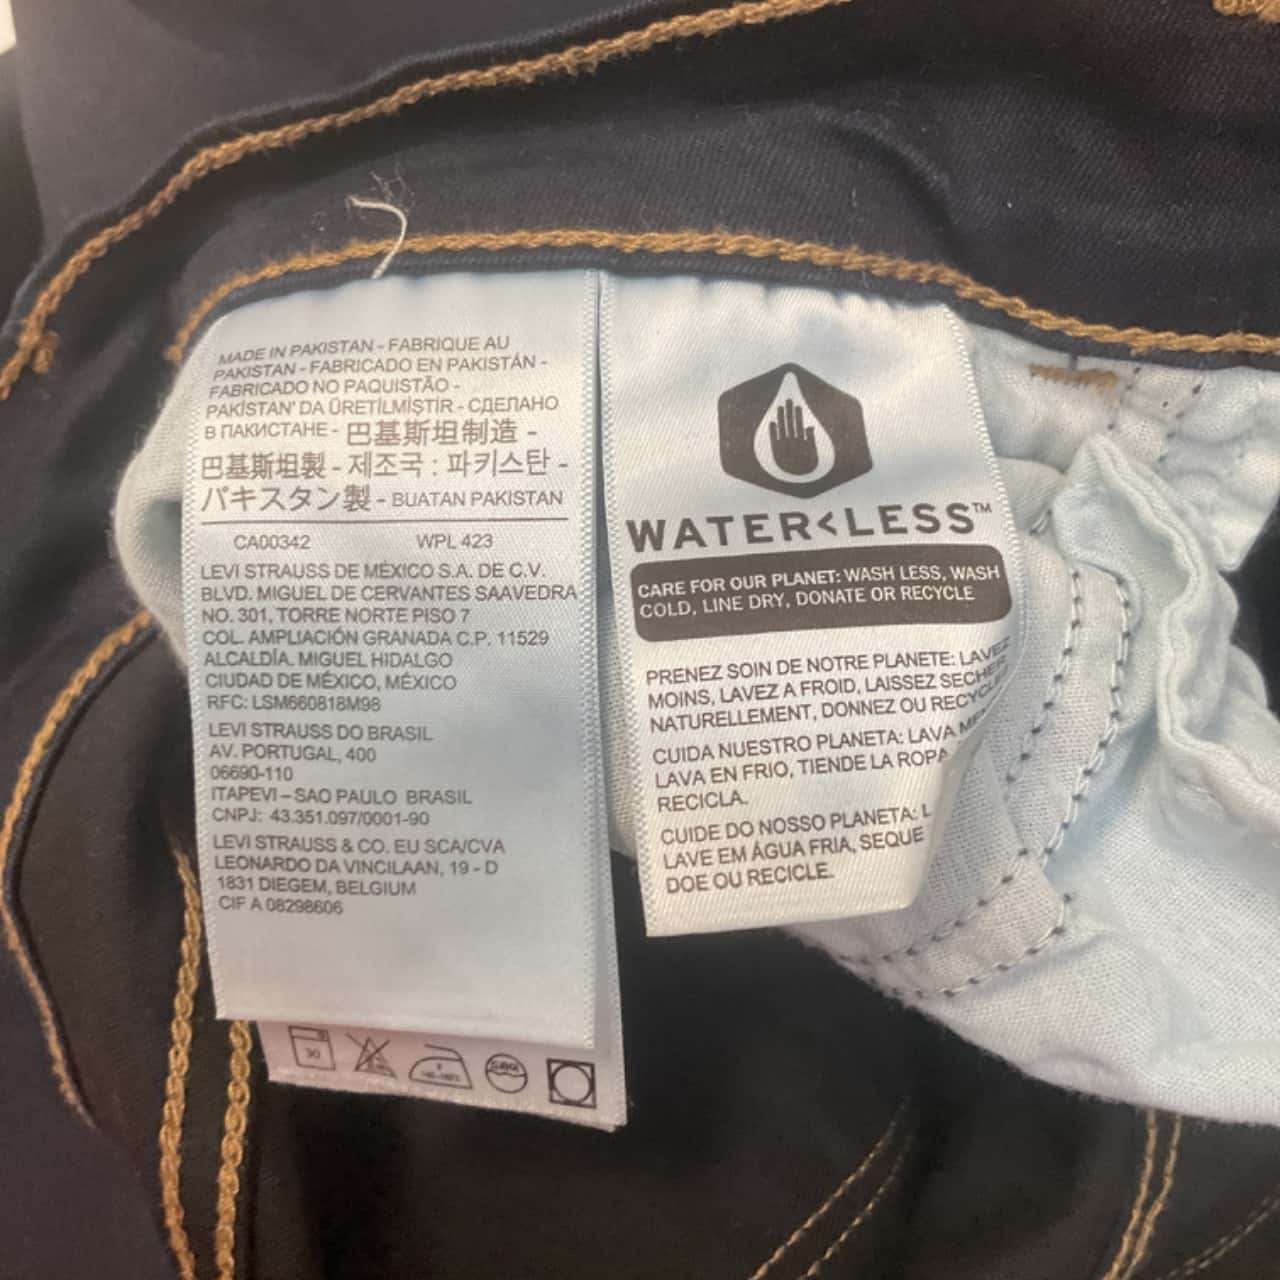 MADE IN PAKISTAN - FABRIQUE AU
PAKISTAN - FABRICADO EN PAKISTÁN -
FABRICADO NO PAQUISTÃO -
PAKİSTAN' DA ÜRETİLMİŞTİR - СДЕЛАНО
В ПАКИСТАНЕ - 巴基斯坦制造 -
巴基斯坦製 - 제조국 : 파키스탄 -
パキスタン製 - BUATAN PAKISTAN
CA00342 WPL 423
LEVI STRAUSS DE MÉXICO S.A. DE C.V.
BLVD. MIGUEL DE CERVANTES SAAVEDRA
NO. 301, TORRE NORTE PISO 7
COL. AMPLIACIÓN GRANADA C.P. 11529
ALCALDÍA. MIGUEL HIDALGO
CIUDAD DE MÉXICO, MÉXICO
RFC: LSM660818M98
LEVI STRAUSS DO BRASIL
AV. PORTUGAL, 400
06690-110
ITAPEVI – SAO PAULO BRASIL
CNPJ: 43.351.097/0001-90
LEVI STRAUSS & CO. EU SCA/CVA
LEONARDO DA VINCILAAN, 19 - D
1831 DIEGEM, BELGIUM
CIF A 08298606
30
WATER<LESS™
CARE FOR OUR PLANET: WASH LESS, WASH
COLD, LINE DRY, DONATE OR RECYCLE
PRENEZ SOIN DE NOTRE PLANETE: LAVEZ
MOINS, LAVEZ A FROID, LAISSEZ SECHER
NATURELLEMENT, DONNEZ OU RECYCLE
CUIDA NUESTRO PLANETA: LAVA ME
LAVA EN FRIO, TIENDE LA ROPA
RECICLA.
CUIDE DO NOSSO PLANETA: L
LAVE EM ÁGUA FRIA, SEQUE
DOE OU RECICLE.